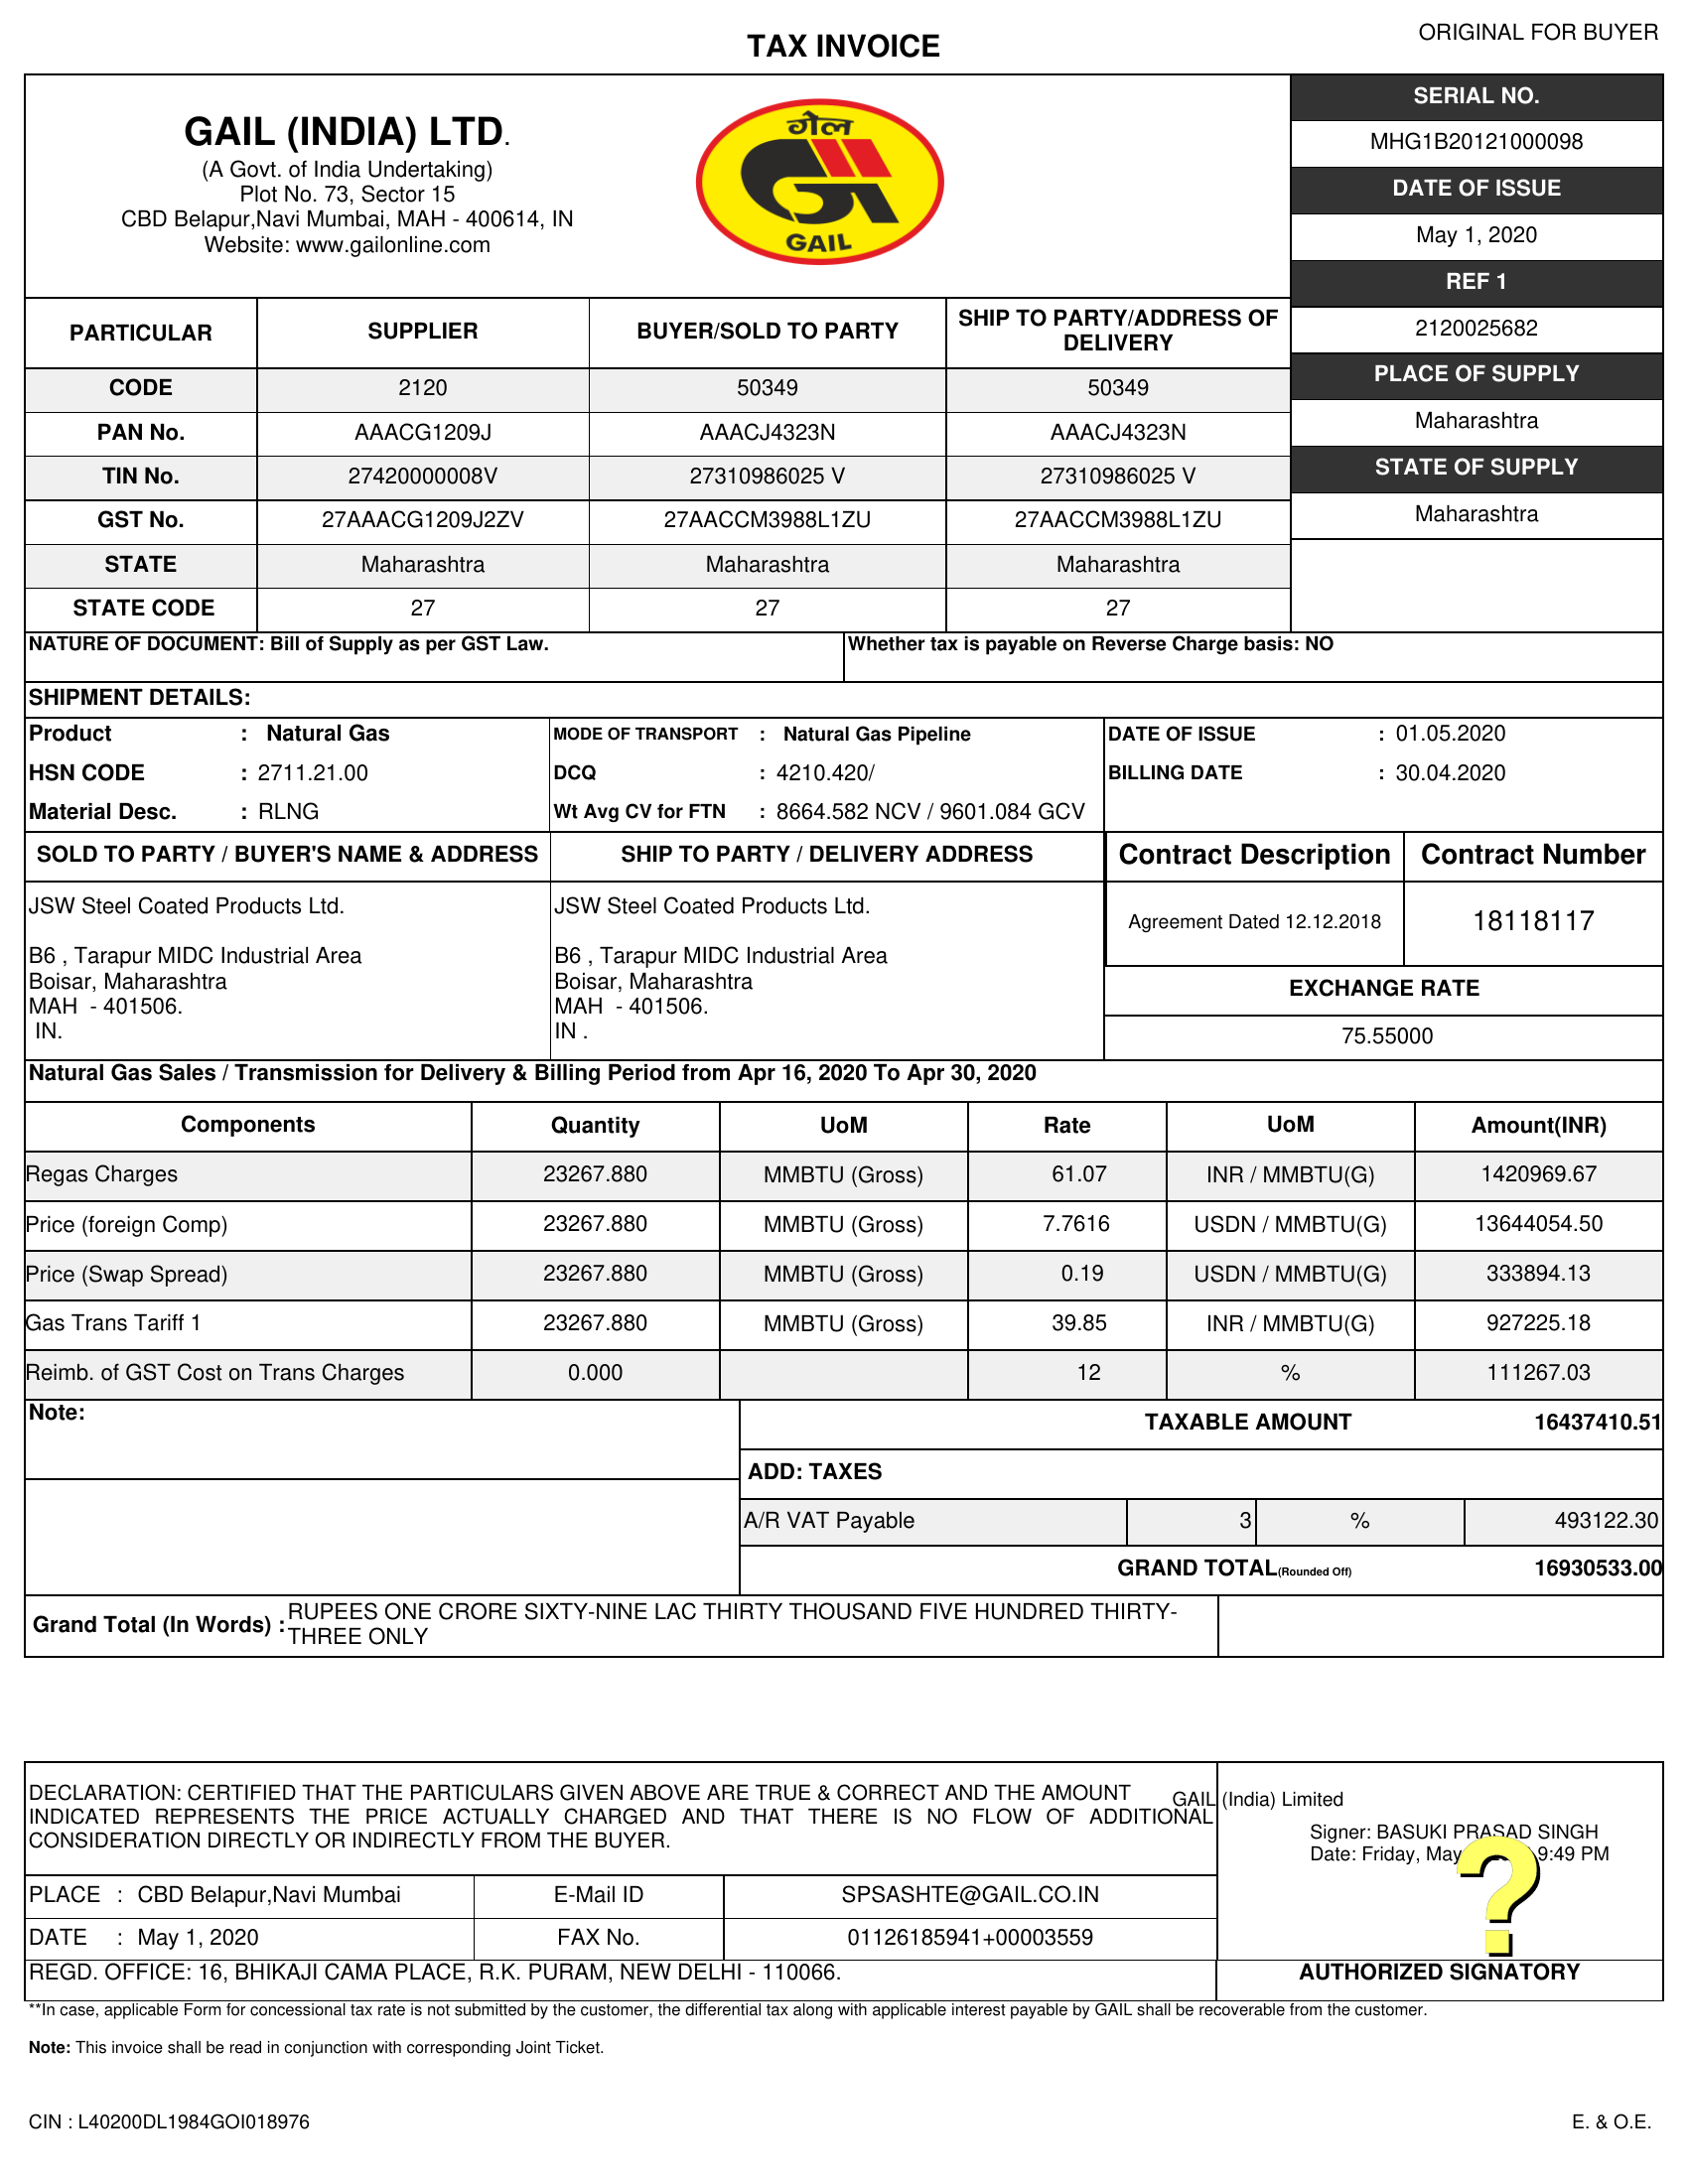 ORIGINAL FOR BUYER
TAX INVOICE
GAIL (INDIA) LTD.
(A Govt. of India Undertaking)
Plot No. 73, Sector 15
CBD Belapur,Navi Mumbai, MAH - 400614, IN
Website: www.gailonline.com
गेल
GAIL
SERIAL NO.
MHG1B20121000098
DATE OF ISSUE
May 1, 2020
REF 1
2120025682
PLACE OF SUPPLY
Maharashtra
STATE OF SUPPLY
Maharashtra
PARTICULAR SUPPLIER BUYER/SOLD TO PARTY SHIP TO PARTY/ADDRESS OF
DELIVERY
CODE 2120 50349 50349
PAN No. AAACG1209J AAACJ4323N AAACJ4323N
TIN No. 27420000008V 27310986025 V 27310986025 V
GST No. 27AAACG1209J2ZV 27AACCM3988L1ZU 27AACCM3988L1ZU
STATE Maharashtra Maharashtra Maharashtra
STATE CODE 27 27 27
NATURE OF DOCUMENT: Bill of Supply as per GST Law. Whether tax is payable on Reverse Charge basis: NO
SHIPMENT DETAILS:
Product : Natural Gas MODE OF TRANSPORT : Natural Gas Pipeline DATE OF ISSUE : 01.05.2020
HSN CODE : 2711.21.00 DCQ : 4210.420/ BILLING DATE : 30.04.2020
Material Desc. : RLNG Wt Avg CV for FTN : 8664.582 NCV / 9601.084 GCV
SOLD TO PARTY / BUYER'S NAME & ADDRESS SHIP TO PARTY / DELIVERY ADDRESS Contract Description Contract Number
JSW Steel Coated Products Ltd.
B6 , Tarapur MIDC Industrial Area
Boisar, Maharashtra
MAH - 401506.
IN.
JSW Steel Coated Products Ltd.
B6 , Tarapur MIDC Industrial Area
Boisar, Maharashtra
MAH - 401506.
IN .
Agreement Dated 12.12.2018 18118117
EXCHANGE RATE
75.55000
Natural Gas Sales / Transmission for Delivery & Billing Period from Apr 16, 2020 To Apr 30, 2020
Components Quantity UoM Rate UoM Amount(INR)
Regas Charges 23267.880 MMBTU (Gross) 61.07 INR / MMBTU(G) 1420969.67
Price (foreign Comp) 23267.880 MMBTU (Gross) 7.7616 USDN / MMBTU(G) 13644054.50
Price (Swap Spread) 23267.880 MMBTU (Gross) 0.19 USDN / MMBTU(G) 333894.13
Gas Trans Tariff 1 23267.880 MMBTU (Gross) 39.85 INR / MMBTU(G) 927225.18
Reimb. of GST Cost on Trans Charges 0.000 12 % 111267.03
Note: TAXABLE AMOUNT 16437410.51
ADD: TAXES
A/R VAT Payable 3 % 493122.30
GRAND TOTAL(Rounded Off) 16930533.00
Grand Total (In Words) : RUPEES ONE CRORE SIXTY-NINE LAC THIRTY THOUSAND FIVE HUNDRED THIRTY-
THREE ONLY
DECLARATION: CERTIFIED THAT THE PARTICULARS GIVEN ABOVE ARE TRUE & CORRECT AND THE AMOUNT
INDICATED REPRESENTS THE PRICE ACTUALLY CHARGED AND THAT THERE IS NO FLOW OF ADDITIONAL
CONSIDERATION DIRECTLY OR INDIRECTLY FROM THE BUYER.
GAIL (India) Limited
Signer: BASUKI PRASAD SINGH
Date: Friday, May 9:49 PM
?
PLACE : CBD Belapur,Navi Mumbai E-Mail ID SPSASHTE@GAIL.CO.IN
DATE : May 1, 2020 FAX No. 01126185941+00003559
REGD. OFFICE: 16, BHIKAJI CAMA PLACE, R.K. PURAM, NEW DELHI - 110066. AUTHORIZED SIGNATORY
**In case, applicable Form for concessional tax rate is not submitted by the customer, the differential tax along with applicable interest payable by GAIL shall be recoverable from the customer.
Note: This invoice shall be read in conjunction with corresponding Joint Ticket.
CIN : L40200DL1984GOI018976 E. & O.E.